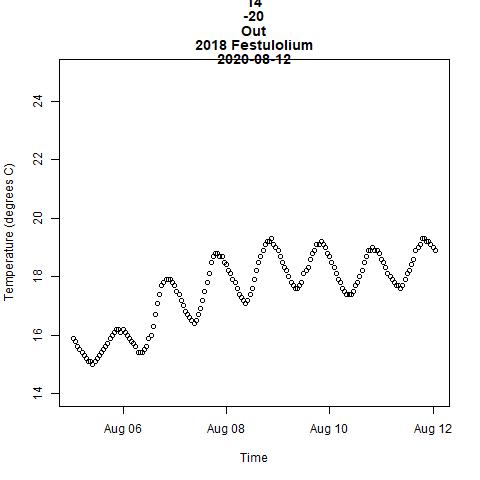 14
-20
Out
2018 Festulolium
2020-08-12
Temperature (degrees C)
24
22
20
18
16
14
Aug 06 Aug 08 Aug 10 Aug 12
Time